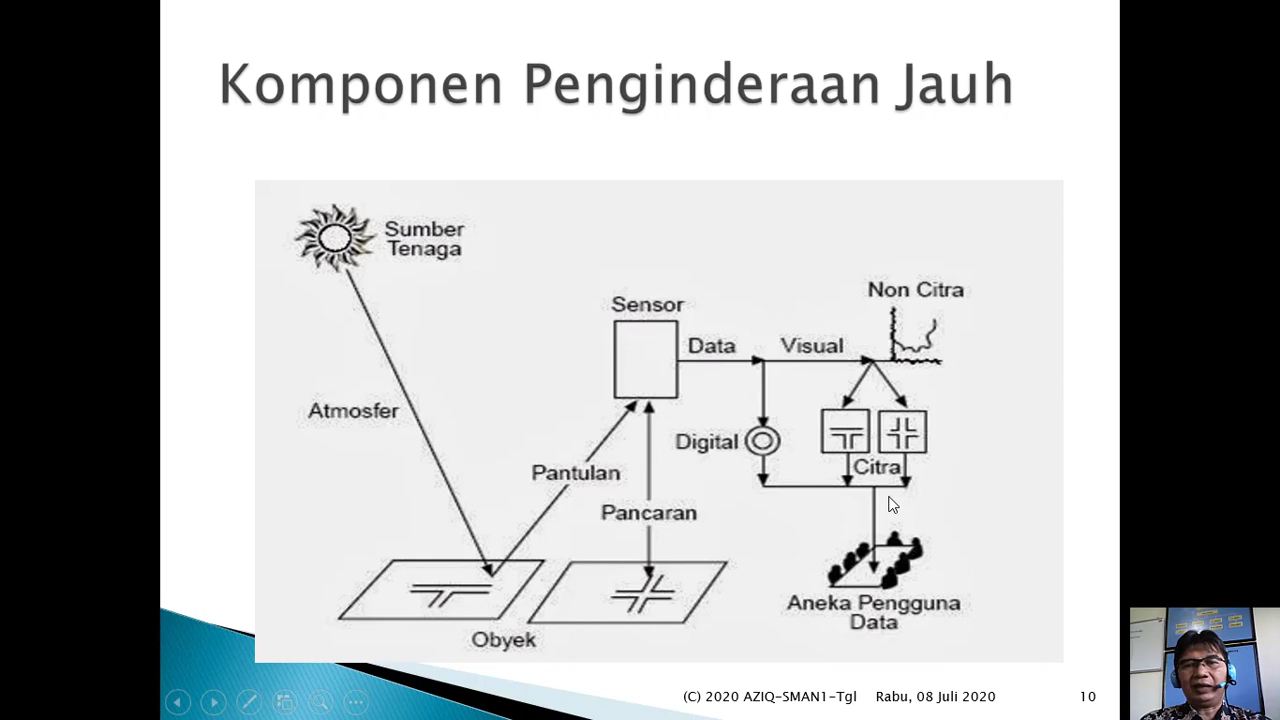 Komponen Penginderaan Jauh
Sumber
Tenaga
Non Citra
Sensor
Data
Visual
Atmosfer
Digital
Citra
Pantulan
Pancaran
Aneka Pengguna
Data
Obyek
(C) 2020 AZIQ-SMAN1-Tgl
Rabu, 08 Juli 2020
10